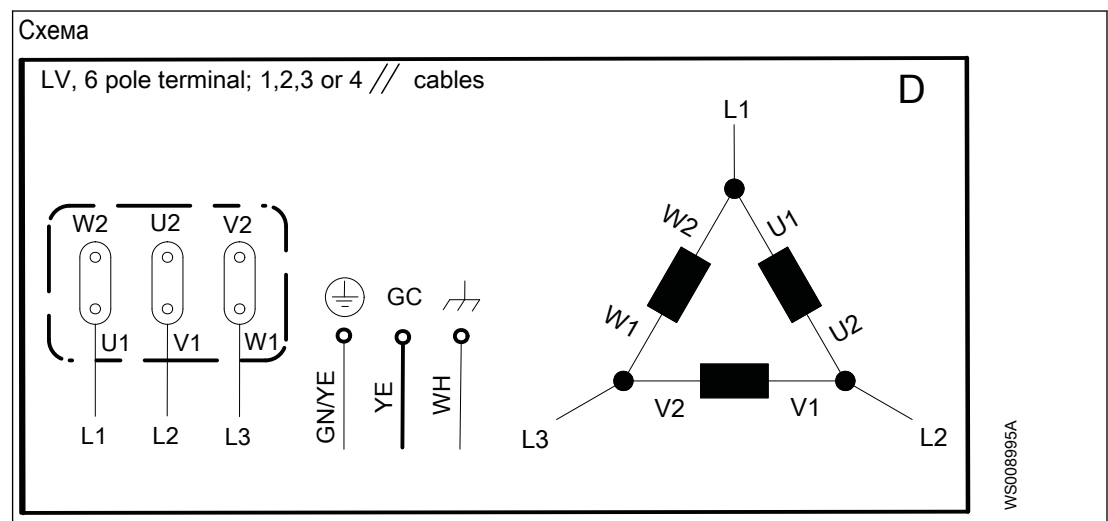 Схема
LV, 6 pole terminal; 1,2,3 or 4 // cables
D
W2 U2 V2
U1 V1 W1
L1 L2 L3
GC
GN/YE YE WH
L1
W2 U1
W1 U2
V2 V1
L3 L2
WS008995A